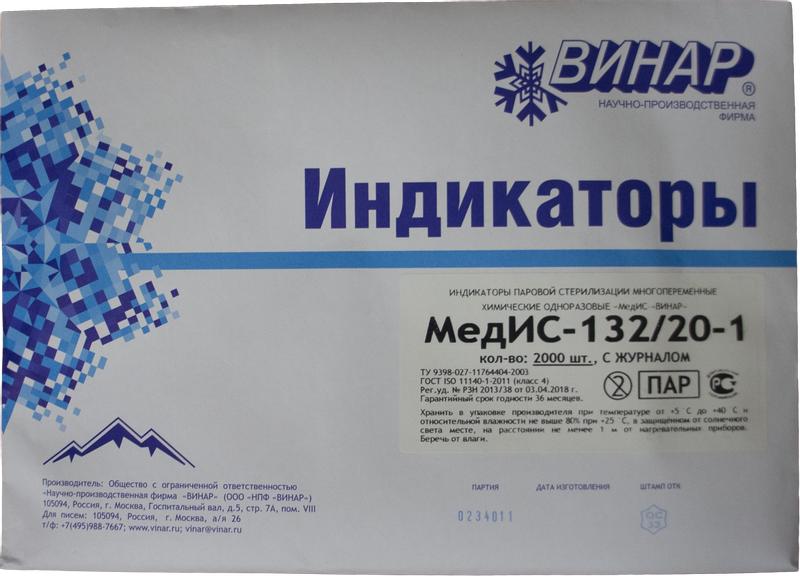 ВИНАР®
НАУЧНО-ПРОИЗВОДСТВЕННАЯ
ФИРМА
Индикаторы
ИНДИКАТОРЫ ПАРОВОЙ СТЕРИЛИЗАЦИИ МНОГОПЕРЕМЕННЫЕ
ХИМИЧЕСКИЕ ОДНОРАЗОВЫЕ «МедИС -ВИНАР»
МедИС-132/20-1
кол-во: 2000 шт., С ЖУРНАЛОМ
ТУ 9398-027-11764404-2003
ГОСТ ISO 11140-1-2011 (класс 4)
Рег.уд. № РЗН 2013/38 от 03.04.2018 г.
Гарантийный срок годности 36 месяцев.
2 ПАР РС
Хранить в упаковке производителя при температуре от +5 °С до +40 С и
относительной влажности не выше 80% при +25 °С, в защищенном от солнечного
света месте, на расстоянии не менее 1 м от нагревательных приборов.
Беречь от влаги.
Производитель: Общество с ограниченной ответственностью
«Научно-производственная фирма «ВИНАР» (ООО «НПФ «ВИНАР»)
105094, Россия, г. Москва, Госпитальный вал, д.5, стр. 7А, пом. VIII
Для писем: 105094, Россия, г. Москва, а/я 26
т/ф: +7(495)988-7667; www.vinar.ru; vinar@vinar.ru
ПАРТИЯ ДАТА ИЗГОТОВЛЕНИЯ ШТАМП ОТК
0234011
ОС
33